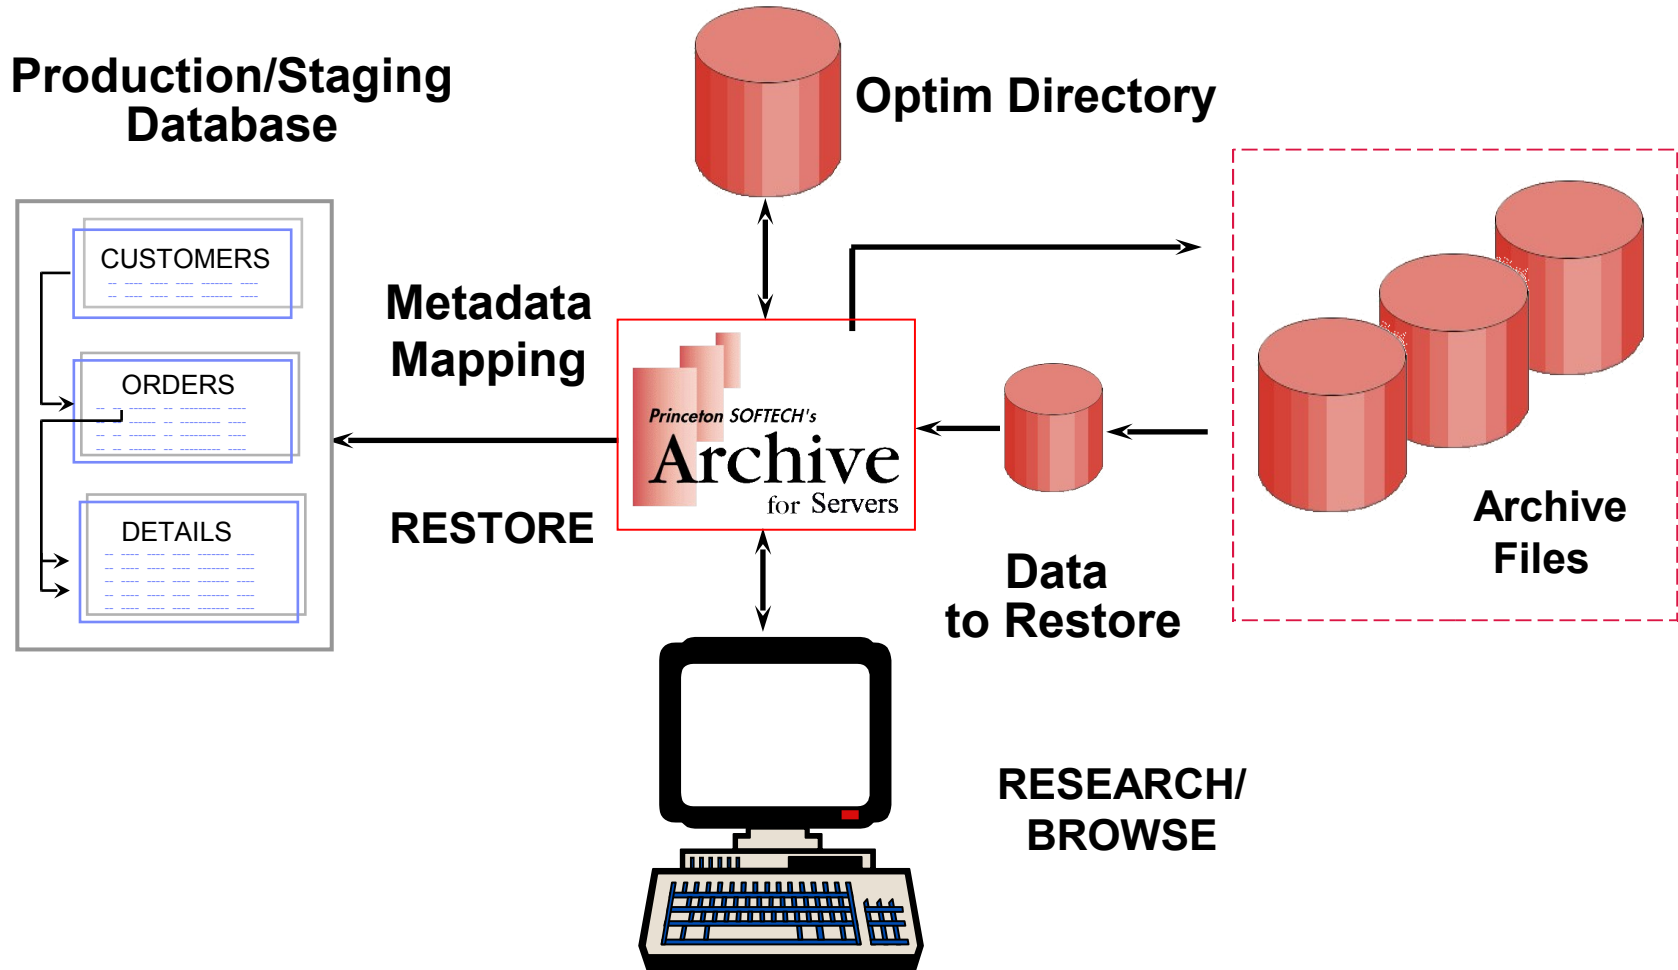 Production/Staging
Database
Optim Directory
CUSTOMERS
ORDERS
DETAILS
Metadata
Mapping
RESTORE
Princeton SOFTECH's
Archive
for Servers
Data
to Restore
Archive
Files
RESEARCH/
BROWSE